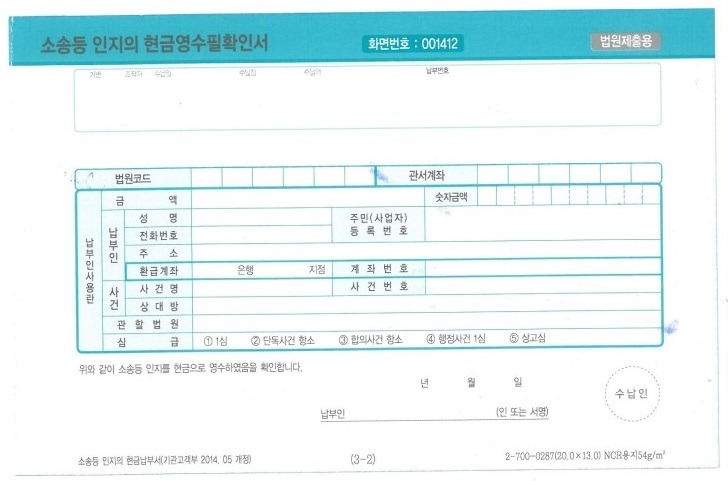 소송등 인지의 현금영수필확인서 화면번호 : 001412 법원제출용
기번 조작자 수납일 수납점 수납액 납부번호
법원코드 관서계좌
금 액 숫자금액
납부인사용란
납부인
성 명 주민(사업자) 등 록 번 호
전화번호
주 소
환급계좌 은행 지점 계 좌 번 호
사건
사 건 명 사 건 번 호
상 대 방
관 할 법 원
심 급 ① 1심 ② 단독사건 항소 ③ 합의사건 항소 ④ 행정사건 1심 ⑤ 상고심
위와 같이 소송등 인지를 현금으로 영수하였음을 확인합니다.
년 월 일
수 납 인
납부인 (인 또는 서명)
소송등 인지의 현금납부서(기관고객부 2014. 05 개정) (3-2) 2-700-0287(20.0×13.0) NCR용지54g/m²